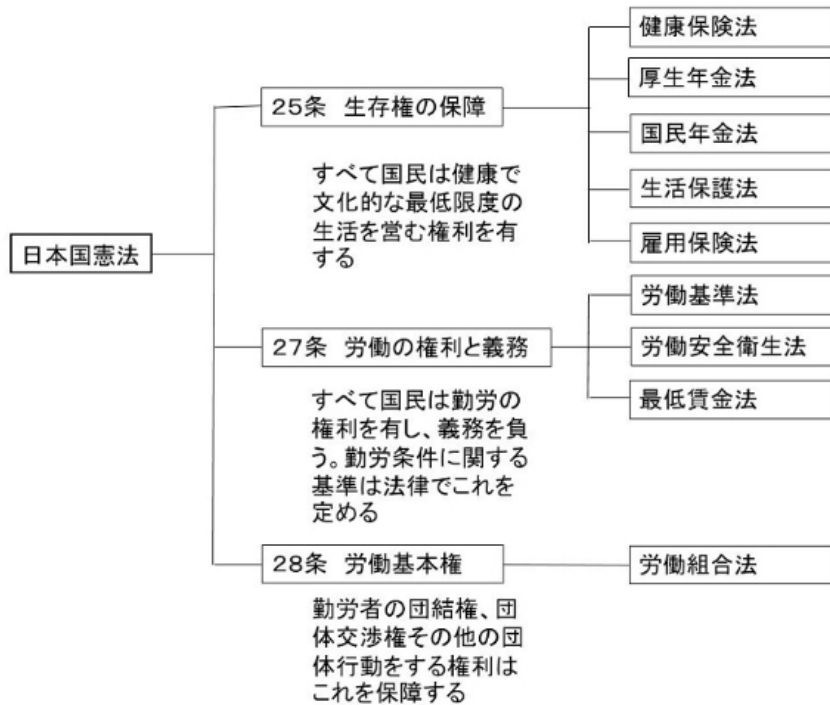 日本国憲法
25条 生存権の保障
すべて国民は健康で
文化的な最低限度の
生活を営む権利を有
する
健康保険法
厚生年金法
国民年金法
生活保護法
雇用保険法
27条 労働の権利と義務
すべて国民は勤労の
権利を有し、義務を負
う。勤労条件に関する
基準は法律でこれを
定める
労働基準法
労働安全衛生法
最低賃金法
28条 労働基本権
勤労者の団結権、団
体交渉権その他の団
体行動をする権利は
これを保障する
労働組合法